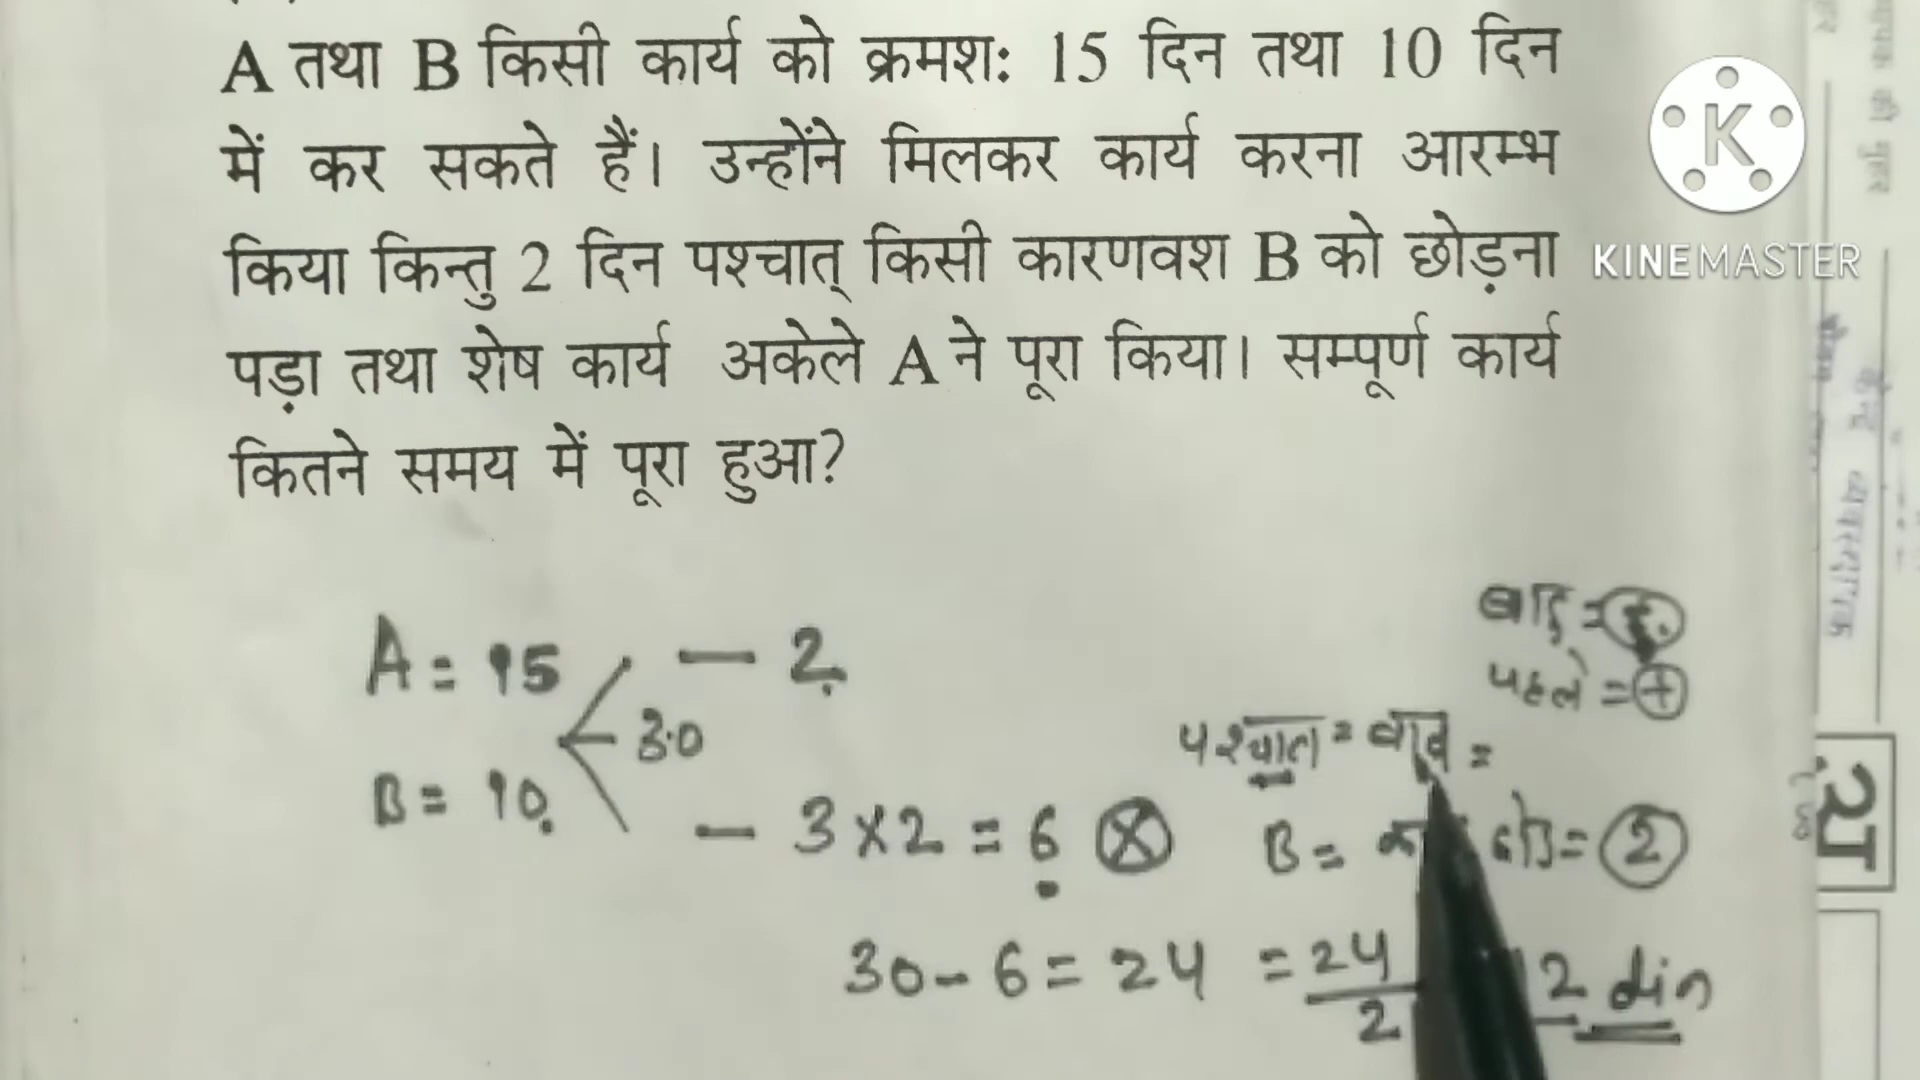 A तथा B किसी कार्य को क्रमश: 15 दिन तथा 10 दिन
में कर सकते हैं। उन्होंने मिलकर कार्य करना आरम्भ
किया किन्तु 2 दिन पश्चात् किसी कारणवश B को छोड़ना
पड़ा तथा शेष कार्य अकेले A ने पूरा किया। सम्पूर्ण कार्य
कितने समय में पूरा हुआ?
K
KINEMASTER
A = 15 — 2
30
B = 10 — 3 x 2 = 6
बाद =
पहले = +
पश्चात = बाद =
B = 2
30 - 6 = 24 = 24/2 2 din